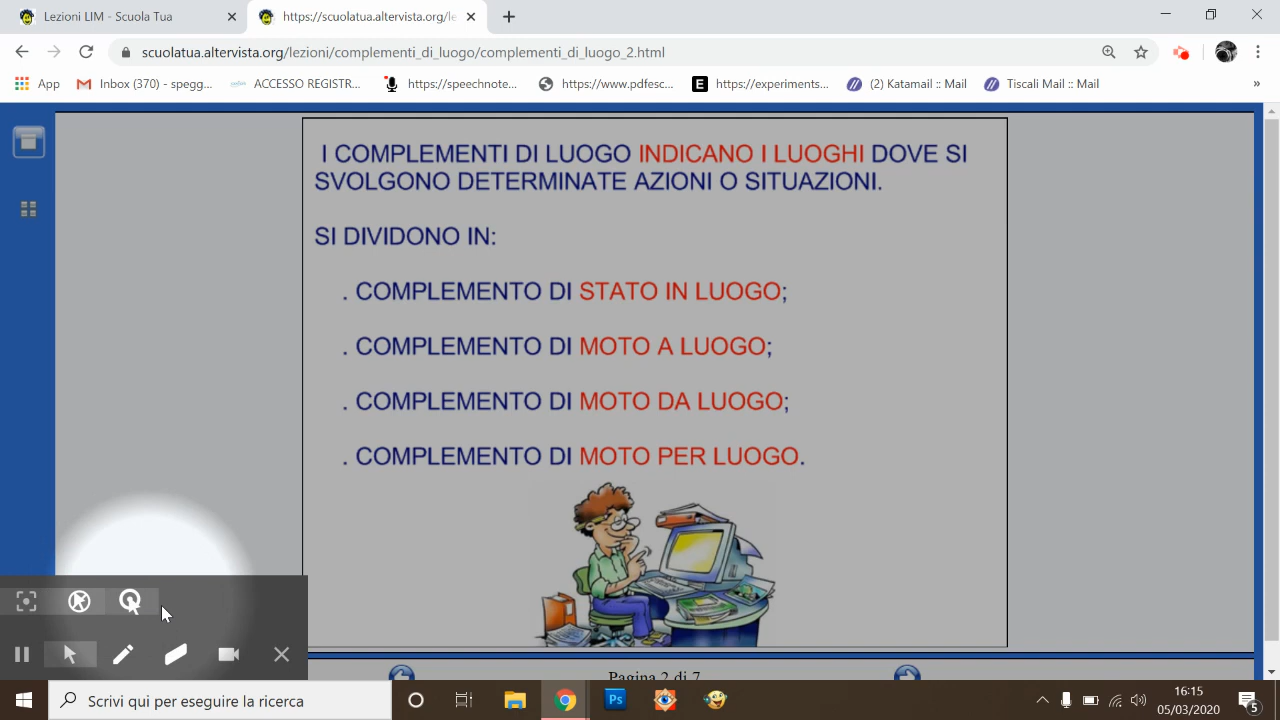 Lezioni LIM - Scuola Tua
https://scuolatua.altervista.org/le
scuolatua.altervista.org/lezioni/complementi_di_luogo/complementi_di_luogo_2.html
App
Inbox (370) - spegg...
ACCESSO REGISTR...
https://speechnote...
https://www.pdfesc...
E
https://experiments...
(2) Katamail :: Mail
Tiscali Mail :: Mail
»
I COMPLEMENTI DI LUOGO INDICANO I LUOGHI DOVE SI
SVOLGONO DETERMINATE AZIONI O SITUAZIONI.
SI DIVIDONO IN:
. COMPLEMENTO DI STATO IN LUOGO;
. COMPLEMENTO DI MOTO A LUOGO;
. COMPLEMENTO DI MOTO DA LUOGO;
. COMPLEMENTO DI MOTO PER LUOGO.
Pagina 2 di 7
Scrivi qui per eseguire la ricerca
Ps
16:15
05/03/2020
5